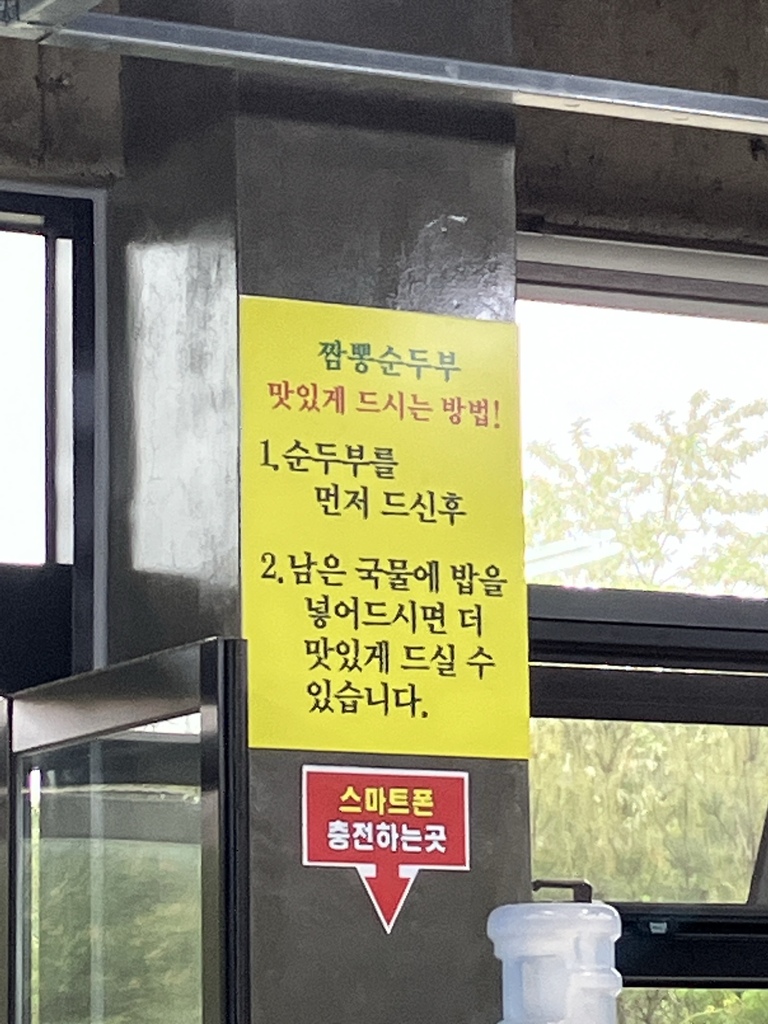 짬뽕순두부
맛있게 드시는 방법!
1.순두부를
먼저 드신후
2.남은 국물에 밥을
넣어드시면 더
맛있게 드실 수
있습니다.
스마트폰
충전하는곳